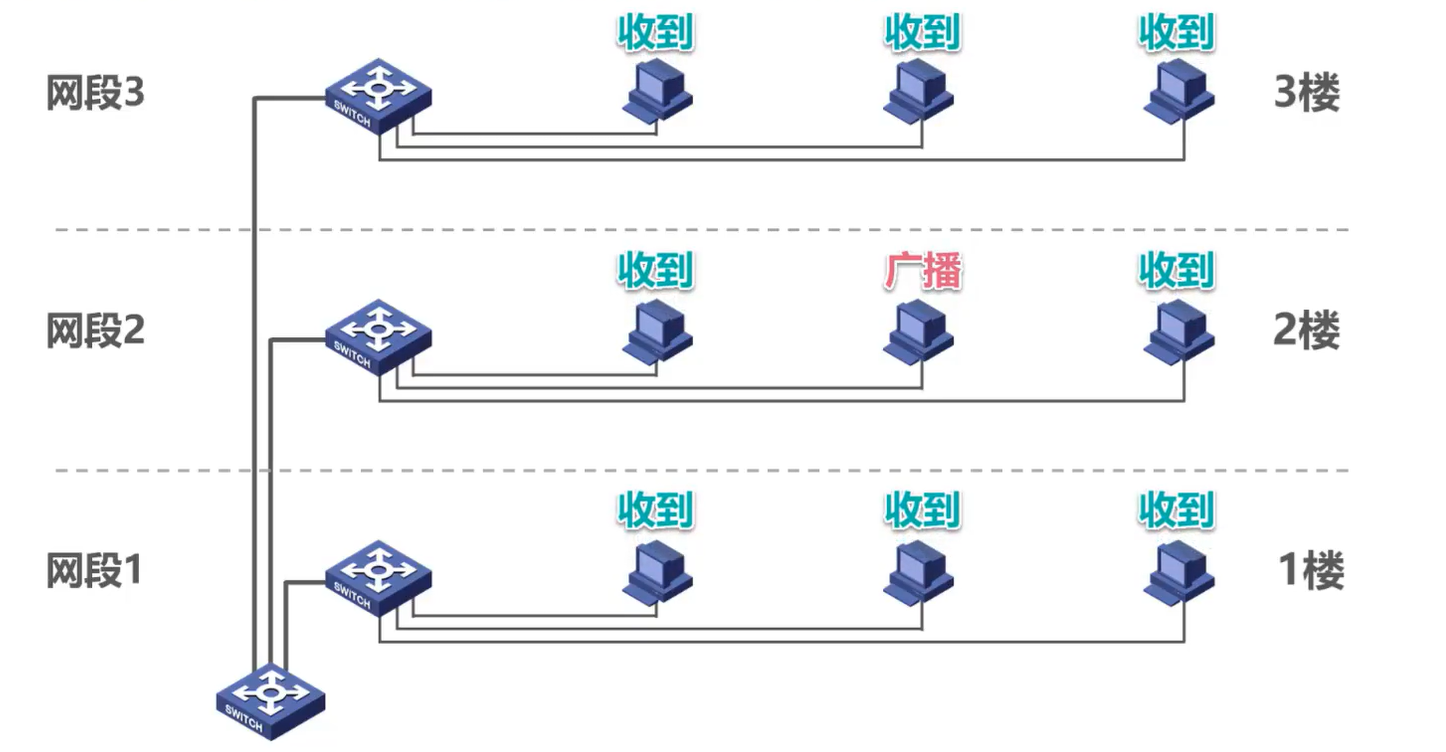 收到 收到 收到
网段3 SWITCH 3楼
收到 广播 收到
网段2 SWITCH 2楼
收到 收到 收到
网段1 SWITCH 1楼
SWITCH